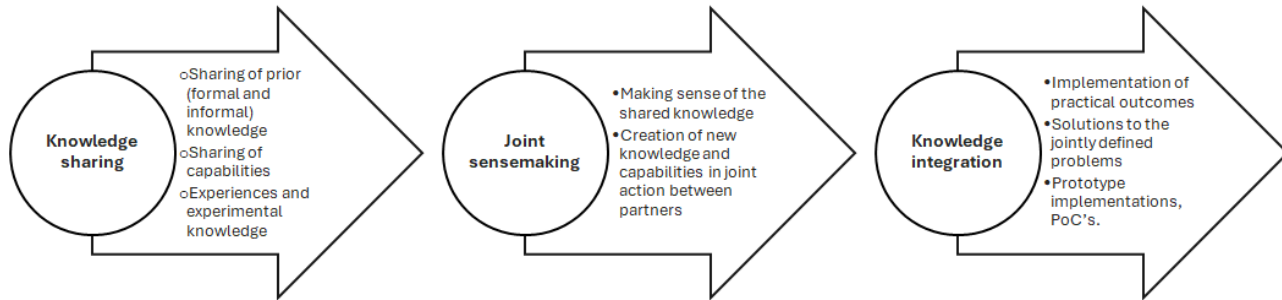 Knowledge
sharing
oSharing of prior
(formal and
informal)
knowledge
oSharing of
capabilities
oExperiences and
experimental
knowledge
Joint
sensemaking
•Making sense of the
shared knowledge
•Creation of new
knowledge and
capabilities in joint
action between
partners
Knowledge
integration
•Implementation of
practical outcomes
•Solutions to the
jointly defined
problems
•Prototype
implementations,
PoC's.